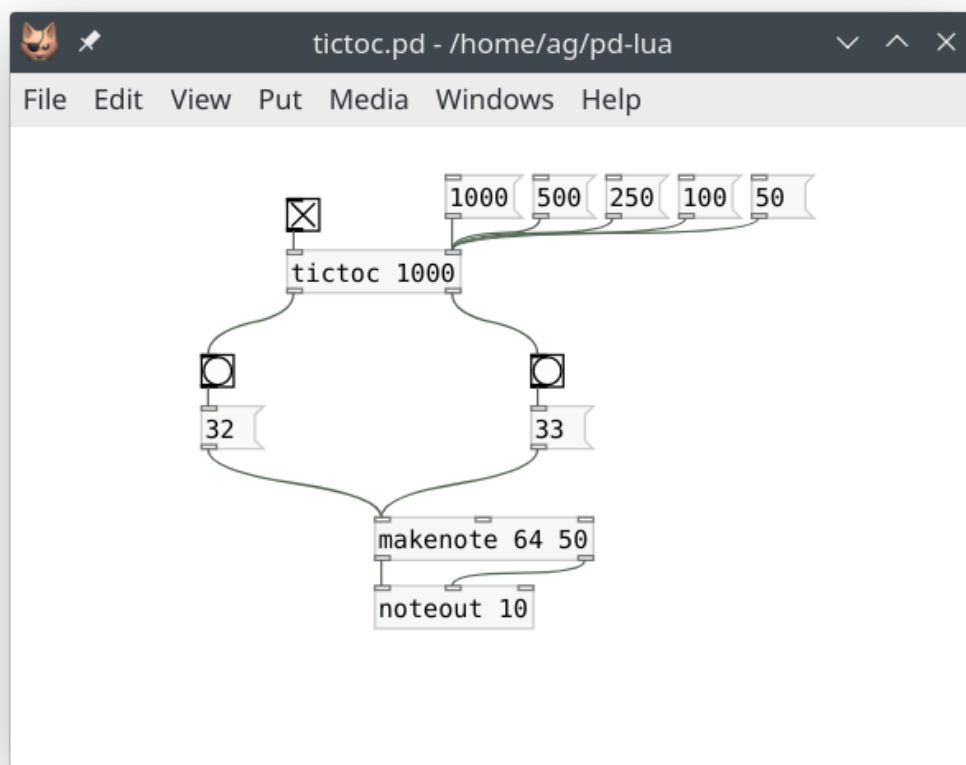 tictoc.pd - /home/ag/pd-lua
File Edit View Put Media Windows Help
1000 500 250 100 50
tictoc 1000
32 33
makenote 64 50
noteout 10